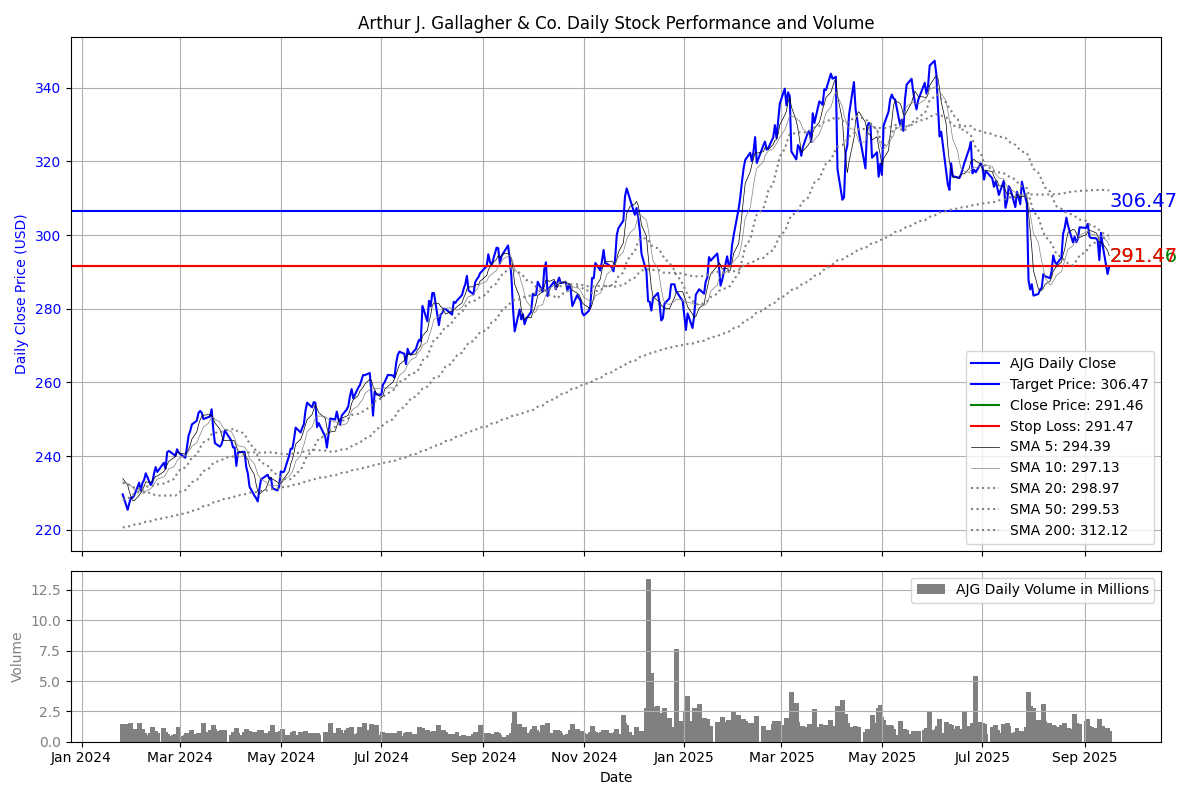 Arthur J. Gallagher & Co. Daily Stock Performance and Volume
Daily Close Price (USD)
340
320
300
280
260
240
220
306.47
291.46
291.47
AJG Daily Close
Target Price: 306.47
Close Price: 291.46
Stop Loss: 291.47
SMA 5: 294.39
SMA 10: 297.13
SMA 20: 298.97
SMA 50: 299.53
SMA 200: 312.12
Volume
12.5
10.0
7.5
5.0
2.5
0.0
AJG Daily Volume in Millions
Jan 2024 Mar 2024 May 2024 Jul 2024 Sep 2024 Nov 2024 Jan 2025 Mar 2025 May 2025 Jul 2025 Sep 2025
Date